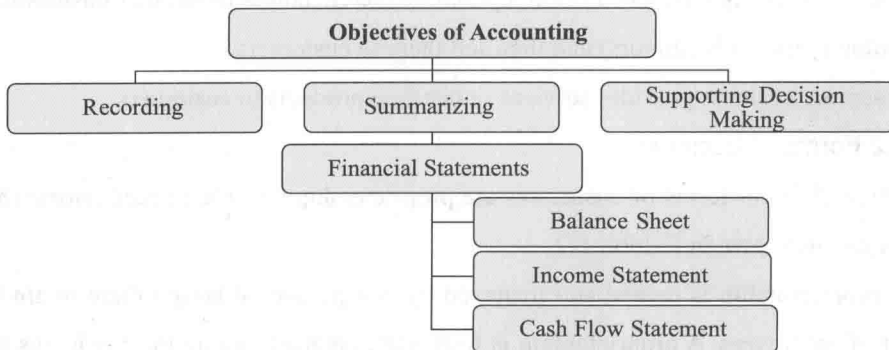 Objectives of Accounting
Recording
Summarizing
Supporting Decision
Making
Financial Statements
Balance Sheet
Income Statement
Cash Flow Statement